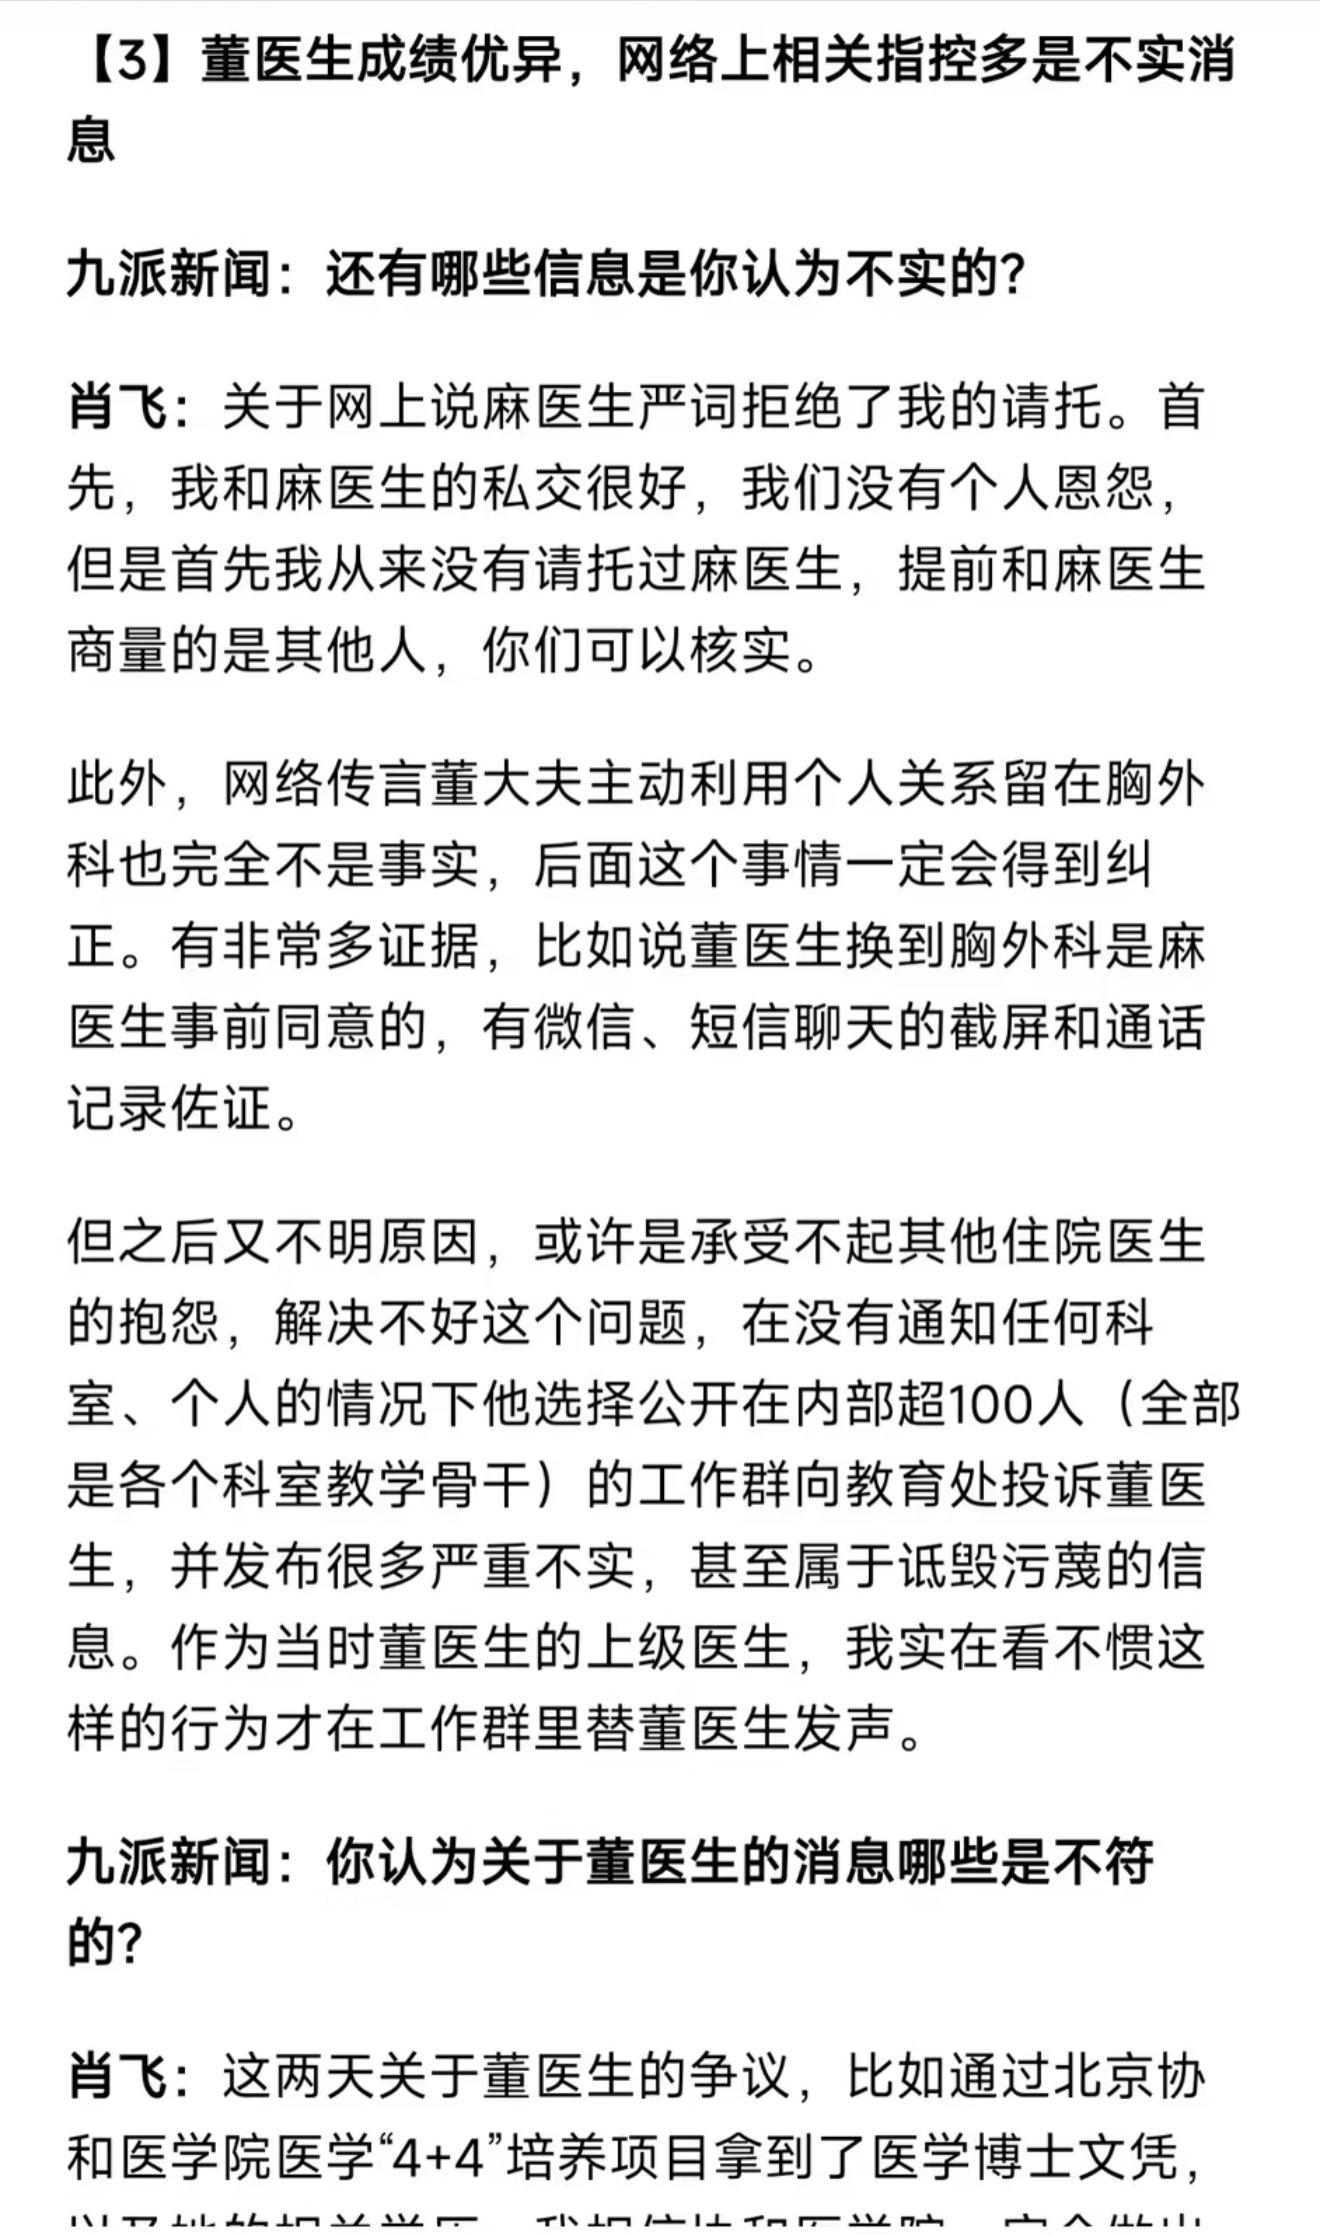 【3】董医生成绩优异，网络上相关指控多是不实消
息
九派新闻：还有哪些信息是你认为不实的？
肖飞：关于网上说麻医生严词拒绝了我的请托。首
先，我和麻医生的私交很好，我们没有个人恩怨，
但是首先我从来没有请托过麻医生，提前和麻医生
商量的是其他人，你们可以核实。
此外，网络传言董大夫主动利用个人关系留在胸外
科也完全不是事实，后面这个事情一定会得到纠
正。有非常多证据，比如说董医生换到胸外科是麻
医生事前同意的，有微信、短信聊天的截屏和通话
记录佐证。
但之后又不明原因，或许是承受不起其他住院医生
的抱怨，解决不好这个问题，在没有通知任何科
室、个人的情况下他选择公开在内部超100人（全部
是各个科室教学骨干）的工作群向教育处投诉董医
生，并发布很多严重不实，甚至属于诋毁污蔑的信
息。作为当时董医生的上级医生，我实在看不惯这
样的行为才在工作群里替董医生发声。
九派新闻：你认为关于董医生的消息哪些是不符
的？
肖飞：这两天关于董医生的争议，比如通过北京协
和医学院医学“4+4”培养项目拿到了医学博士文凭，